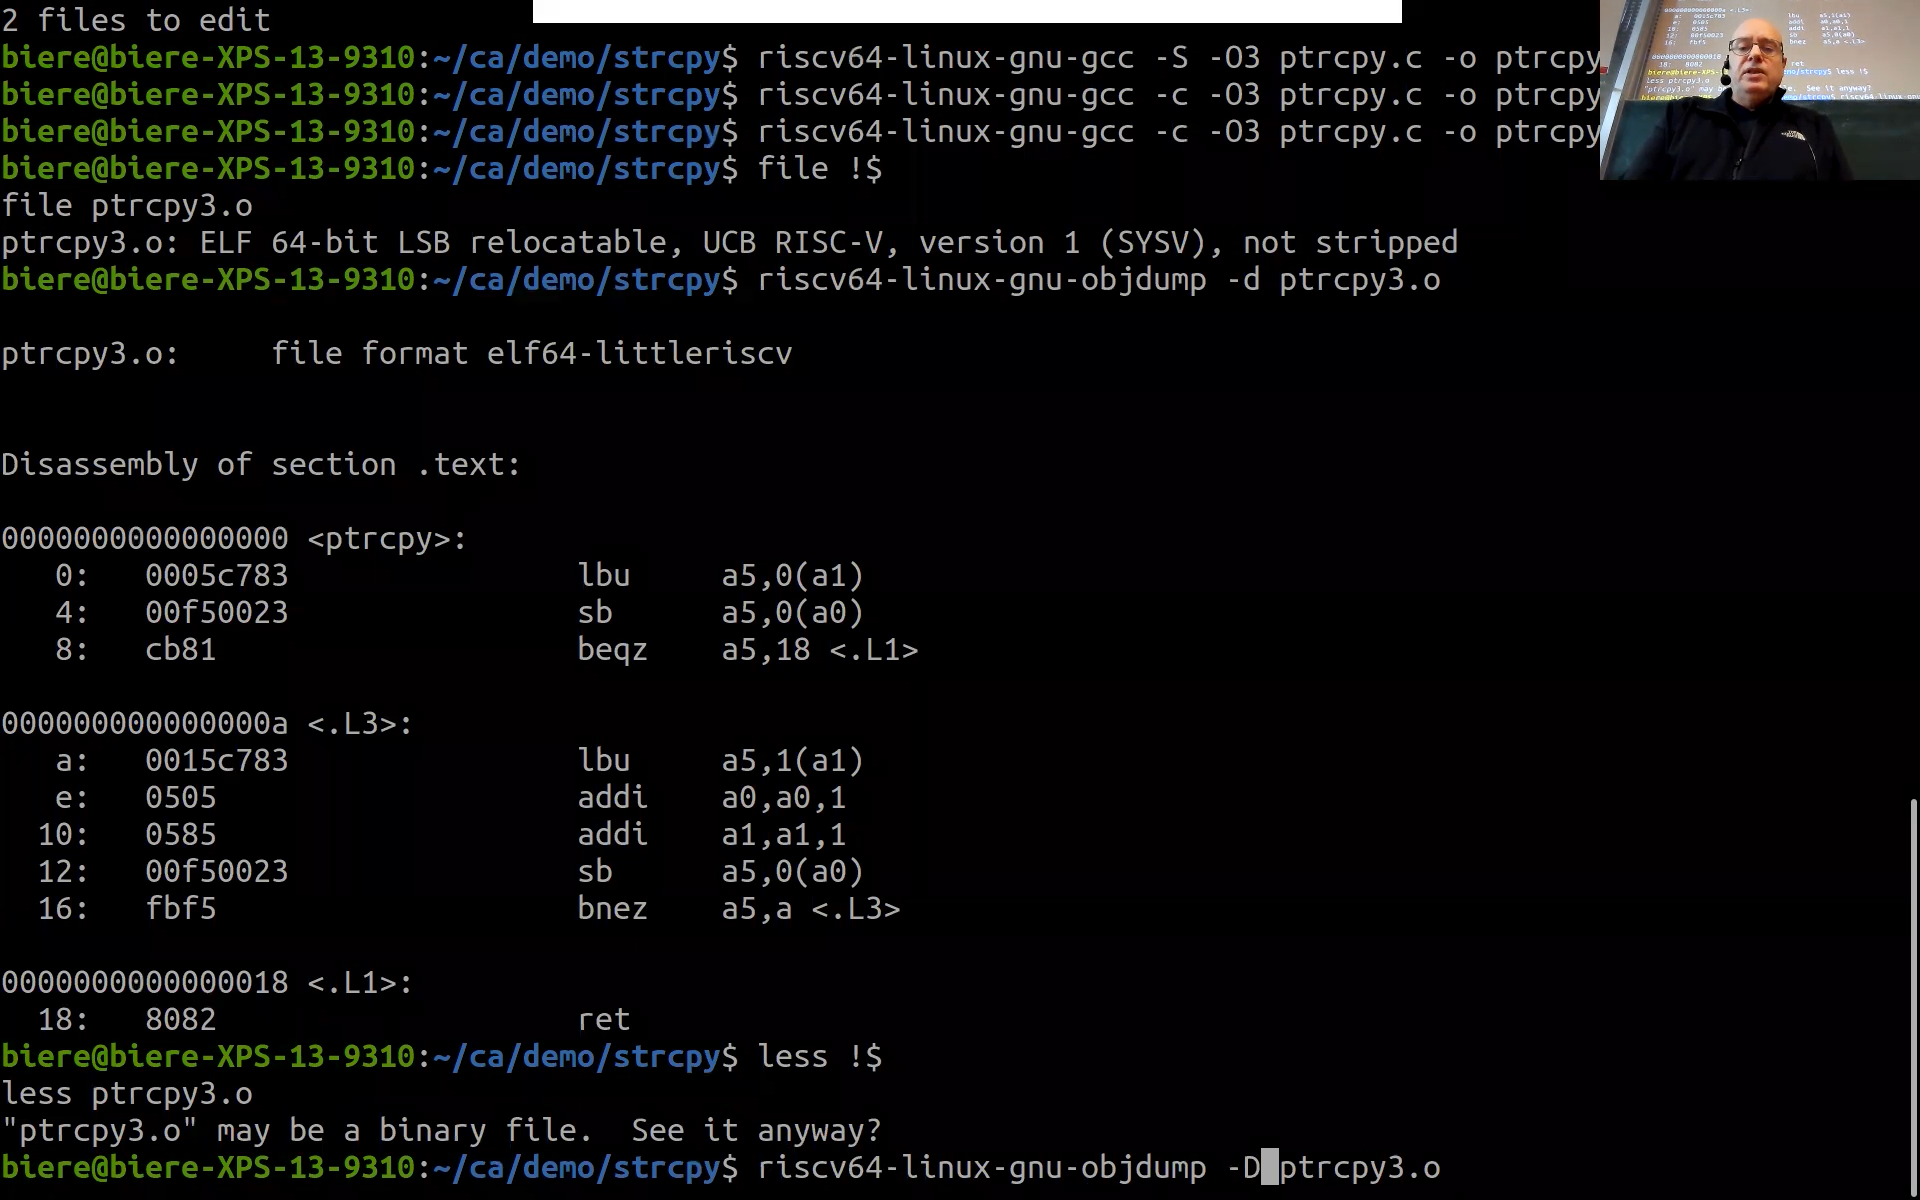 2 files to edit
biere@biere-XPS-13-9310:~/ca/demo/strcpy$ riscv64-linux-gnu-gcc -S -O3 ptrcpy.c -o ptrcpy
biere@biere-XPS-13-9310:~/ca/demo/strcpy$ riscv64-linux-gnu-gcc -c -O3 ptrcpy.c -o ptrcpy
biere@biere-XPS-13-9310:~/ca/demo/strcpy$ riscv64-linux-gnu-gcc -c -O3 ptrcpy.c -o ptrcpy
biere@biere-XPS-13-9310:~/ca/demo/strcpy$ file !$
file ptrcpy3.o
ptrcpy3.o: ELF 64-bit LSB relocatable, UCB RISC-V, version 1 (SYSV), not stripped
biere@biere-XPS-13-9310:~/ca/demo/strcpy$ riscv64-linux-gnu-objdump -d ptrcpy3.o
ptrcpy3.o:     file format elf64-littleriscv
Disassembly of section .text:
0000000000000000 <ptrcpy>:
   0:   0005c783                lbu     a5,0(a1)
   4:   00f50023                sb      a5,0(a0)
   8:   cb81                    beqz    a5,18 <.L1>
000000000000000a <.L3>:
   a:   0015c783                lbu     a5,1(a1)
   e:   0505                    addi    a0,a0,1
  10:   0585                    addi    a1,a1,1
  12:   00f50023                sb      a5,0(a0)
  16:   fbf5                    bnez    a5,a <.L3>
0000000000000018 <.L1>:
  18:   8082                    ret
biere@biere-XPS-13-9310:~/ca/demo/strcpy$ less !$
less ptrcpy3.o
"ptrcpy3.o" may be a binary file.  See it anyway?
biere@biere-XPS-13-9310:~/ca/demo/strcpy$ riscv64-linux-gnu-objdump -D ptrcpy3.o